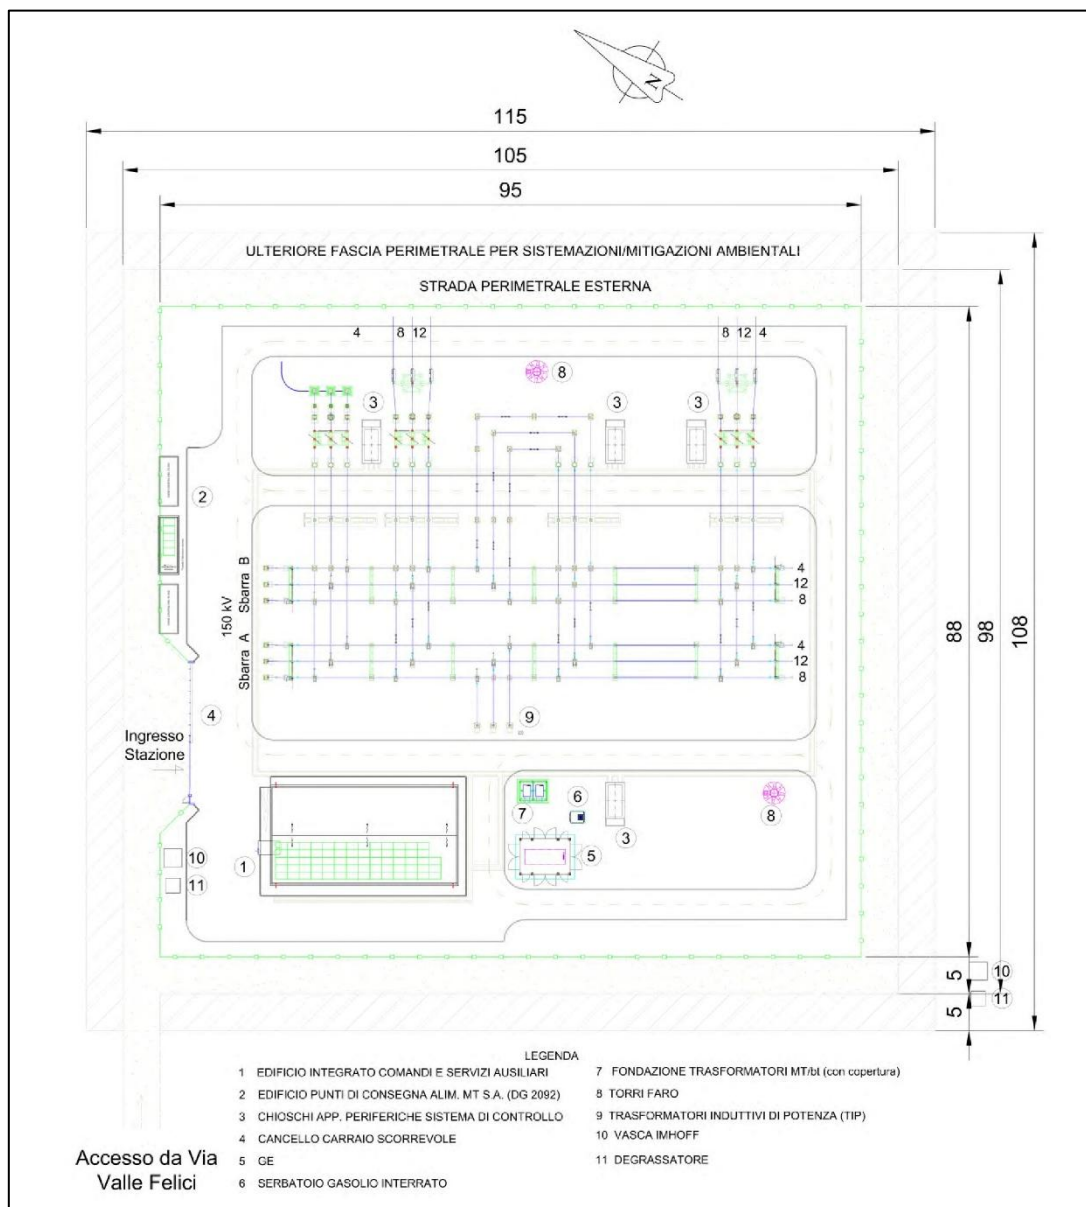 N
115
105
95
ULTERIORE FASCIA PERIMETRALE PER SISTEMAZIONI/MITIGAZIONI AMBIENTALI
STRADA PERIMETRALE ESTERNA
4 8 12 8 12 4
8
3 3 3
2
150 kV
Sbarra B
Sbarra A
4
12
8
4
12
8
88
98
108
4
9
Ingresso
Stazione
7
6
8
3
5
1
10
11
5
10
5
11
LEGENDA
1 EDIFICIO INTEGRATO COMANDI E SERVIZI AUSILIARI
2 EDIFICIO PUNTI DI CONSEGNA ALIM. MT S.A. (DG 2092)
3 CHIOSCHI APP. PERIFERICHE SISTEMA DI CONTROLLO
4 CANCELLO CARRAIO SCORREVOLE
5 GE
6 SERBATOIO GASOLIO INTERRATO
7 FONDAZIONE TRASFORMATORI MT/bt (con copertura)
8 TORRI FARO
9 TRASFORMATORI INDUTTIVI DI POTENZA (TIP)
10 VASCA IMHOFF
11 DEGRASSATORE
Accesso da Via
Valle Felici